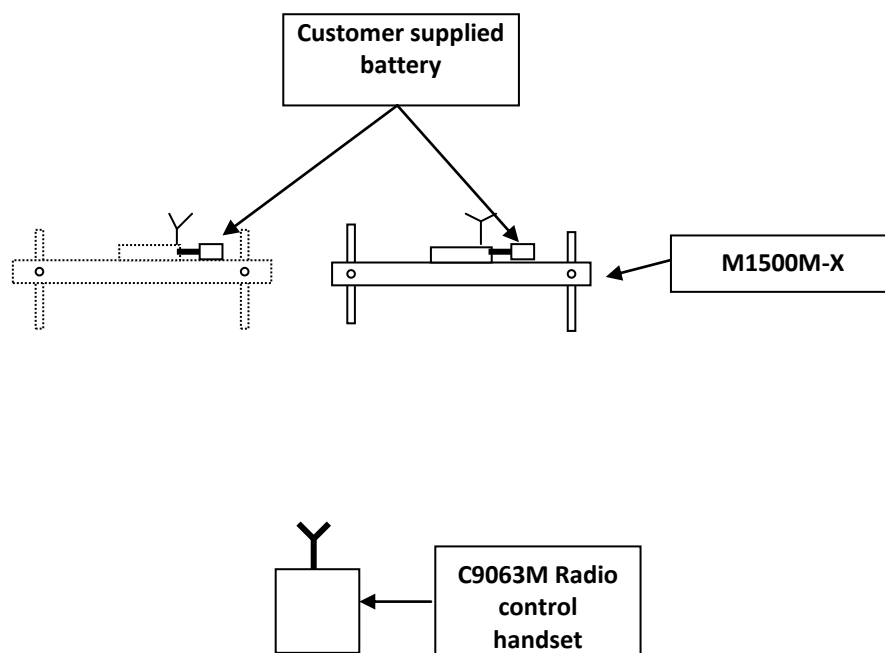 Customer supplied
battery
M1500M-X
C9063M Radio
control
handset